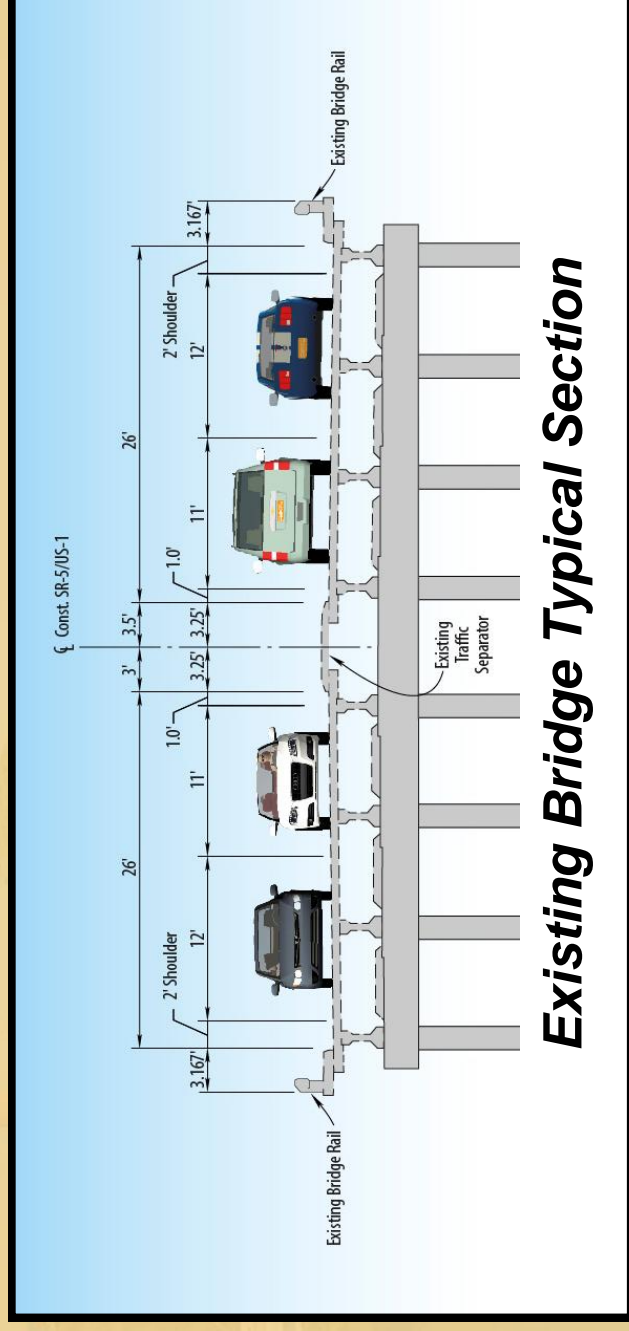 ℄ Const. SR-5/US-1
26'
3'
3.5'
26'
2' Shoulder
1.0'
1.0'
2' Shoulder
3.167'
12'
11'
3.25'
3.25'
11'
12'
3.167'
Existing Bridge Rail
Existing Bridge Rail
Existing
Traffic
Separator
Existing Bridge Typical Section